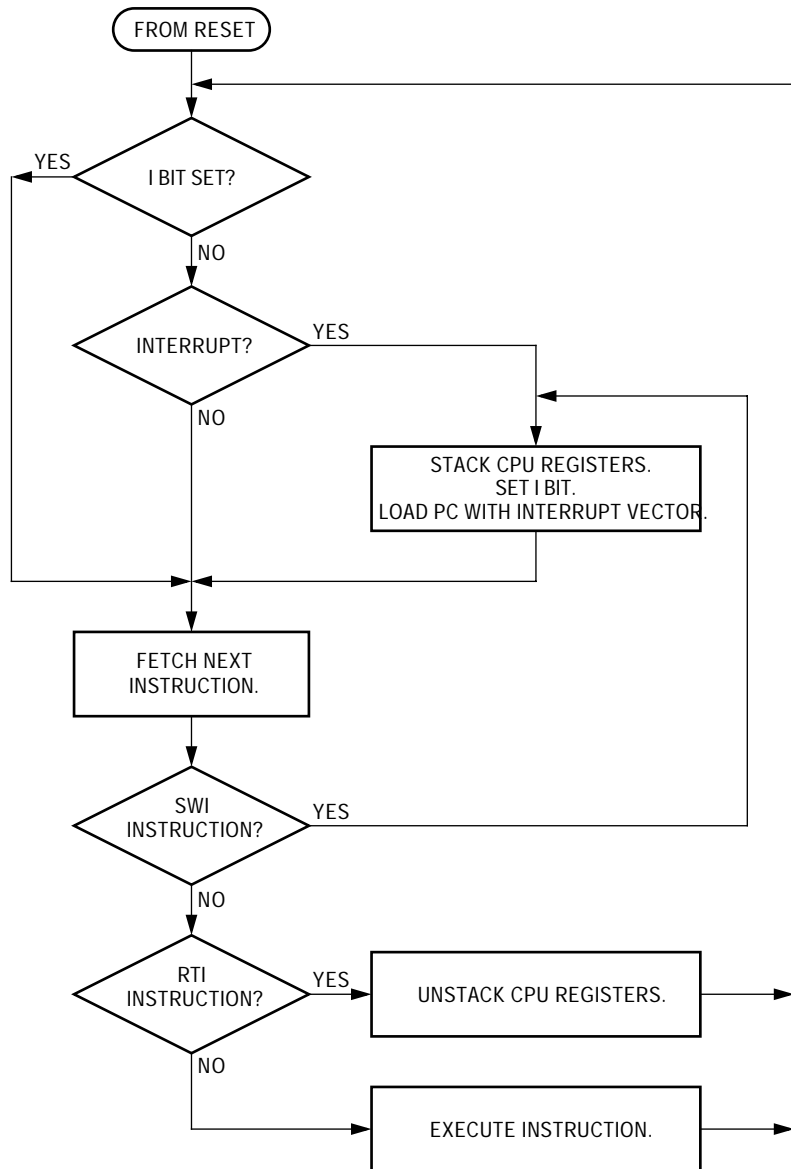 FROM RESET
YES
I BIT SET?
NO
INTERRUPT?
YES
NO
STACK CPU REGISTERS.
SET I BIT.
LOAD PC WITH INTERRUPT VECTOR.
FETCH NEXT
INSTRUCTION.
SWI
INSTRUCTION?
YES
NO
RTI
INSTRUCTION?
YES
UNSTACK CPU REGISTERS.
NO
EXECUTE INSTRUCTION.